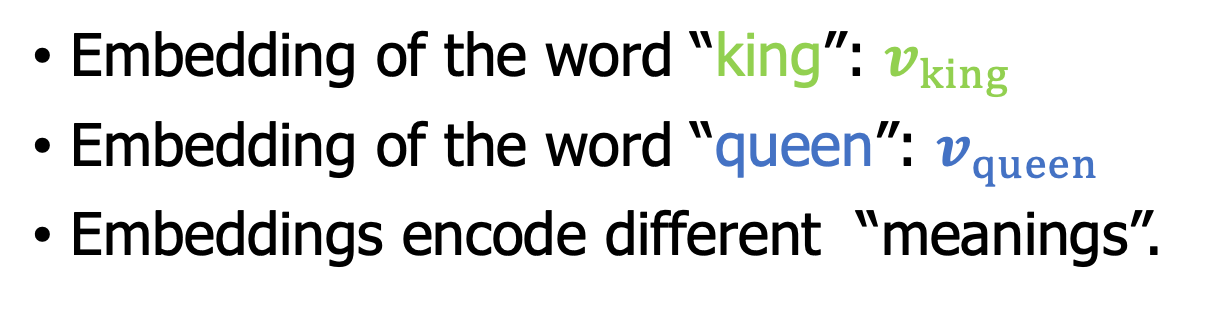 • Embedding of the word “king”: 𝒗king
• Embedding of the word “queen”: 𝒗queen
• Embeddings encode different “meanings”.